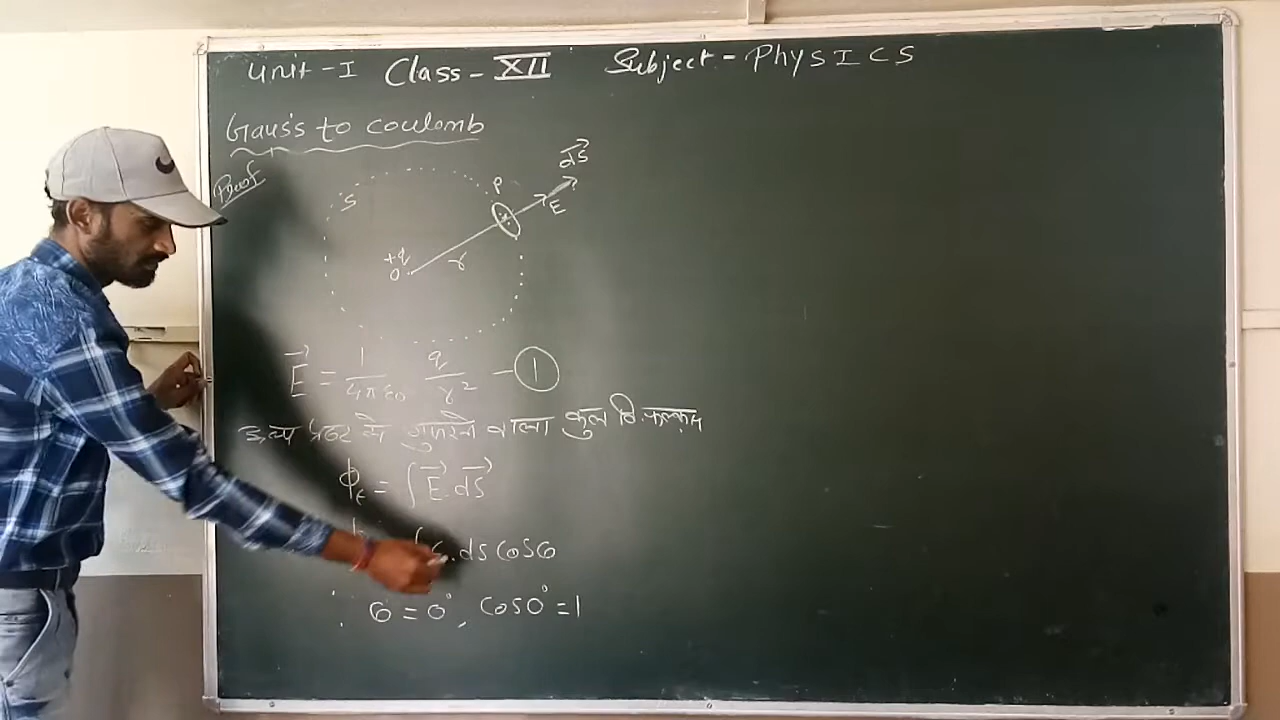 Unit-I Class-XII Subject-PhySICS
Gauss to coulomb
Proof
S
P
dS
E
+q
O
r
E = 1/4πε0 q/r² -①
वाला कुल वि. फ्लक्स
ϕE = ∫ E.dS
.ds Cosθ
∵ θ = 0°, Cos0° = 1